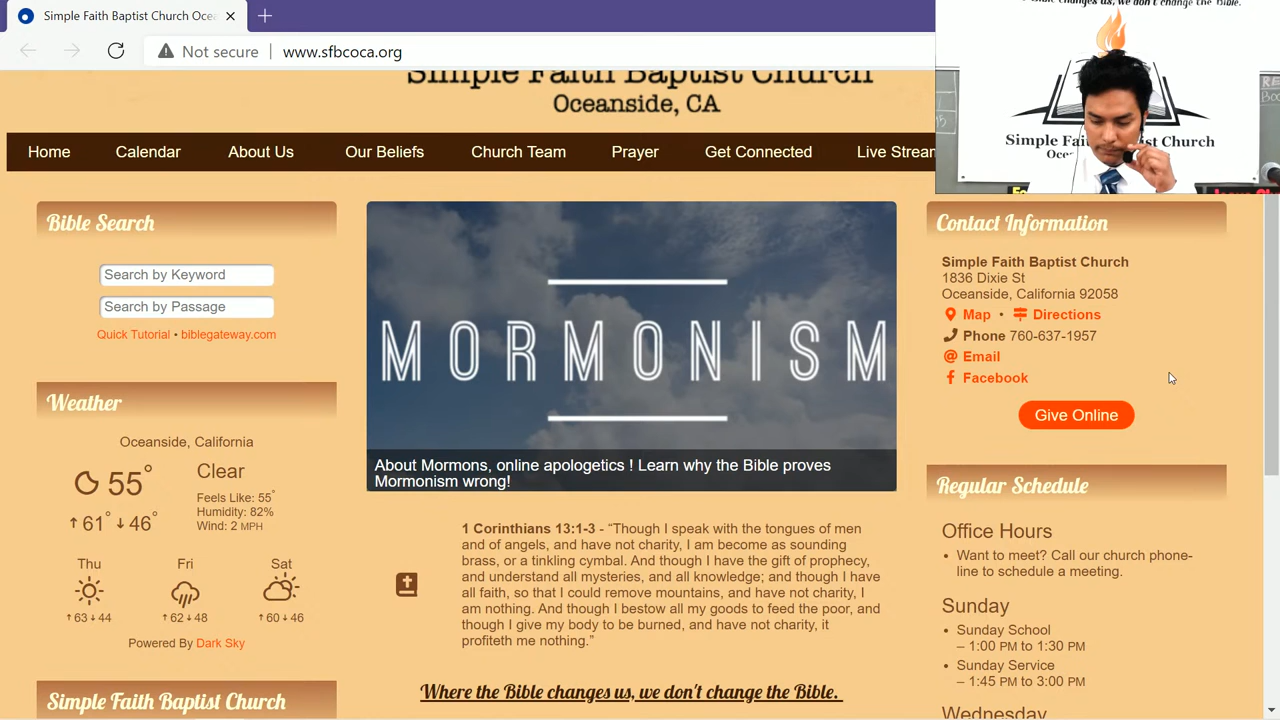 Simple Faith Baptist Church Oce
Not secure
www.sfbcoca.org
Simple Faith Baptist Church
Oceanside, CA
Home
Calendar
About Us
Our Beliefs
Church Team
Prayer
Get Connected
Live Stream
Bible changes us, we don't change the Bible.
Simple Fai h Baptist Church
Bible Search
Search by Keyword
Search by Passage
Quick Tutorial • biblegateway.com
Weather
Oceanside, California
55°
Clear
Feels Like: 55°
Humidity: 82%
Wind: 2 MPH
61° 46°
Thu
Fri
Sat
63 44
62 48
60 46
Powered By Dark Sky
Simple Faith Baptist Church
MORMONISM
About Mormons, online apologetics ! Learn why the Bible proves
Mormonism wrong!
1 Corinthians 13:1-3 - “Though I speak with the tongues of men
and of angels, and have not charity, I am become as sounding
brass, or a tinkling cymbal. And though I have the gift of prophecy,
and understand all mysteries, and all knowledge; and though I have
all faith, so that I could remove mountains, and have not charity, I
am nothing. And though I bestow all my goods to feed the poor, and
though I give my body to be burned, and have not charity, it
profiteth me nothing.”
Where the Bible changes us, we don't change the Bible.
Contact Information
Simple Faith Baptist Church
1836 Dixie St
Oceanside, California 92058
Map • Directions
Phone 760-637-1957
Email
Facebook
Give Online
Regular Schedule
Office Hours
• Want to meet? Call our church phone-
line to schedule a meeting.
Sunday
• Sunday School
– 1:00 PM to 1:30 PM
• Sunday Service
– 1:45 PM to 3:00 PM
Wednesday